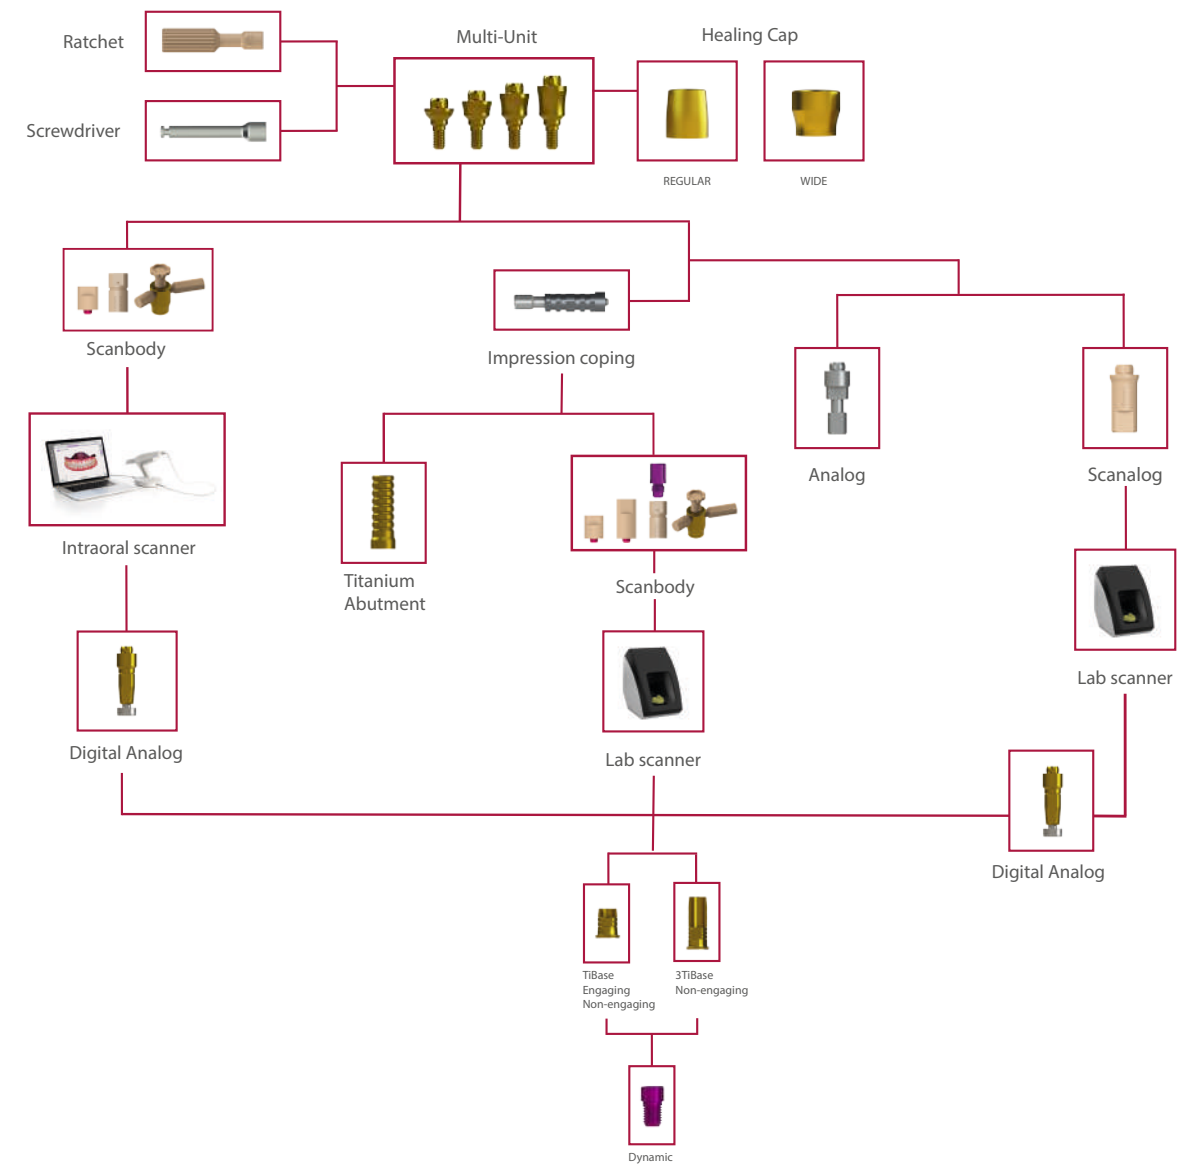 Ratchet
Multi-Unit
Healing Cap
Screwdriver
REGULAR
WIDE
Scanbody
Impression coping
Analog
Scanalog
Intraoral scanner
Titanium
Abutment
Scanbody
Lab scanner
Digital Analog
Lab scanner
Digital Analog
TiBase
Engaging
Non-engaging
3TiBase
Non-engaging
Dynamic